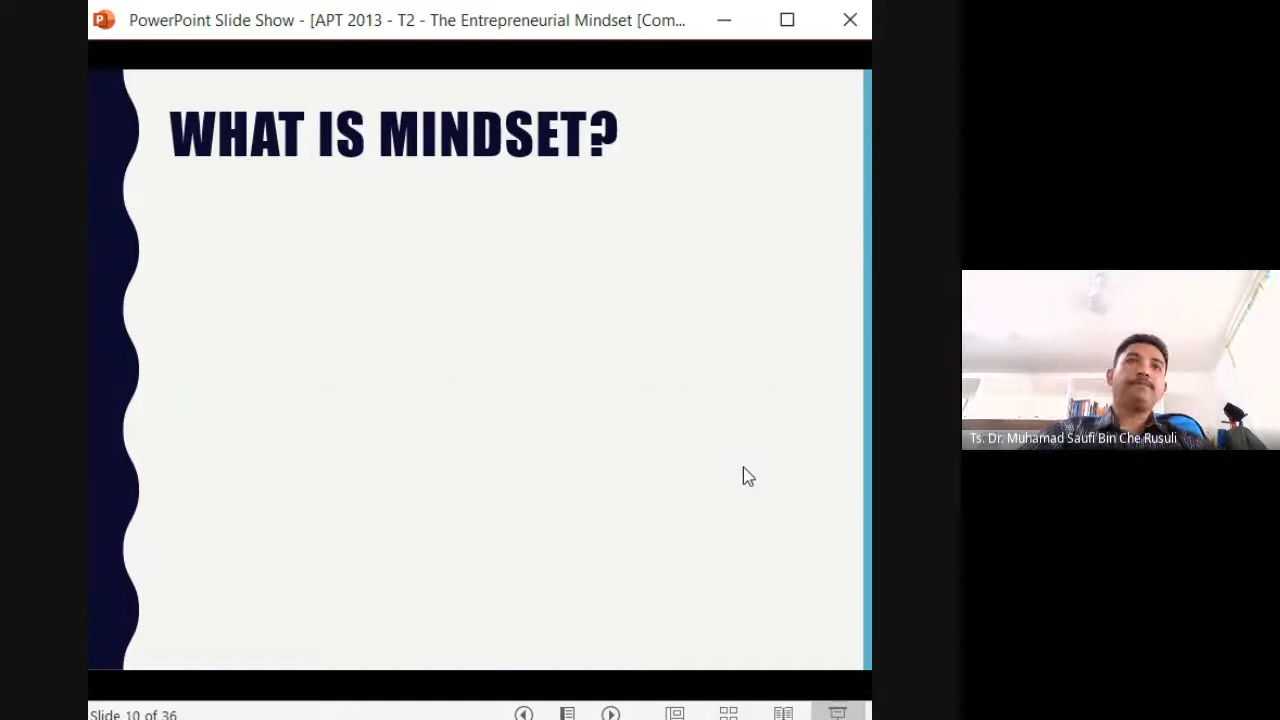 PowerPoint Slide Show - [APT 2013 - T2 - The Entrepreneurial Mindset [Com...
WHAT IS MINDSET?
Ts. Dr. Muhamad Saufi Bin Che Rusuli
Slide 10 of 36